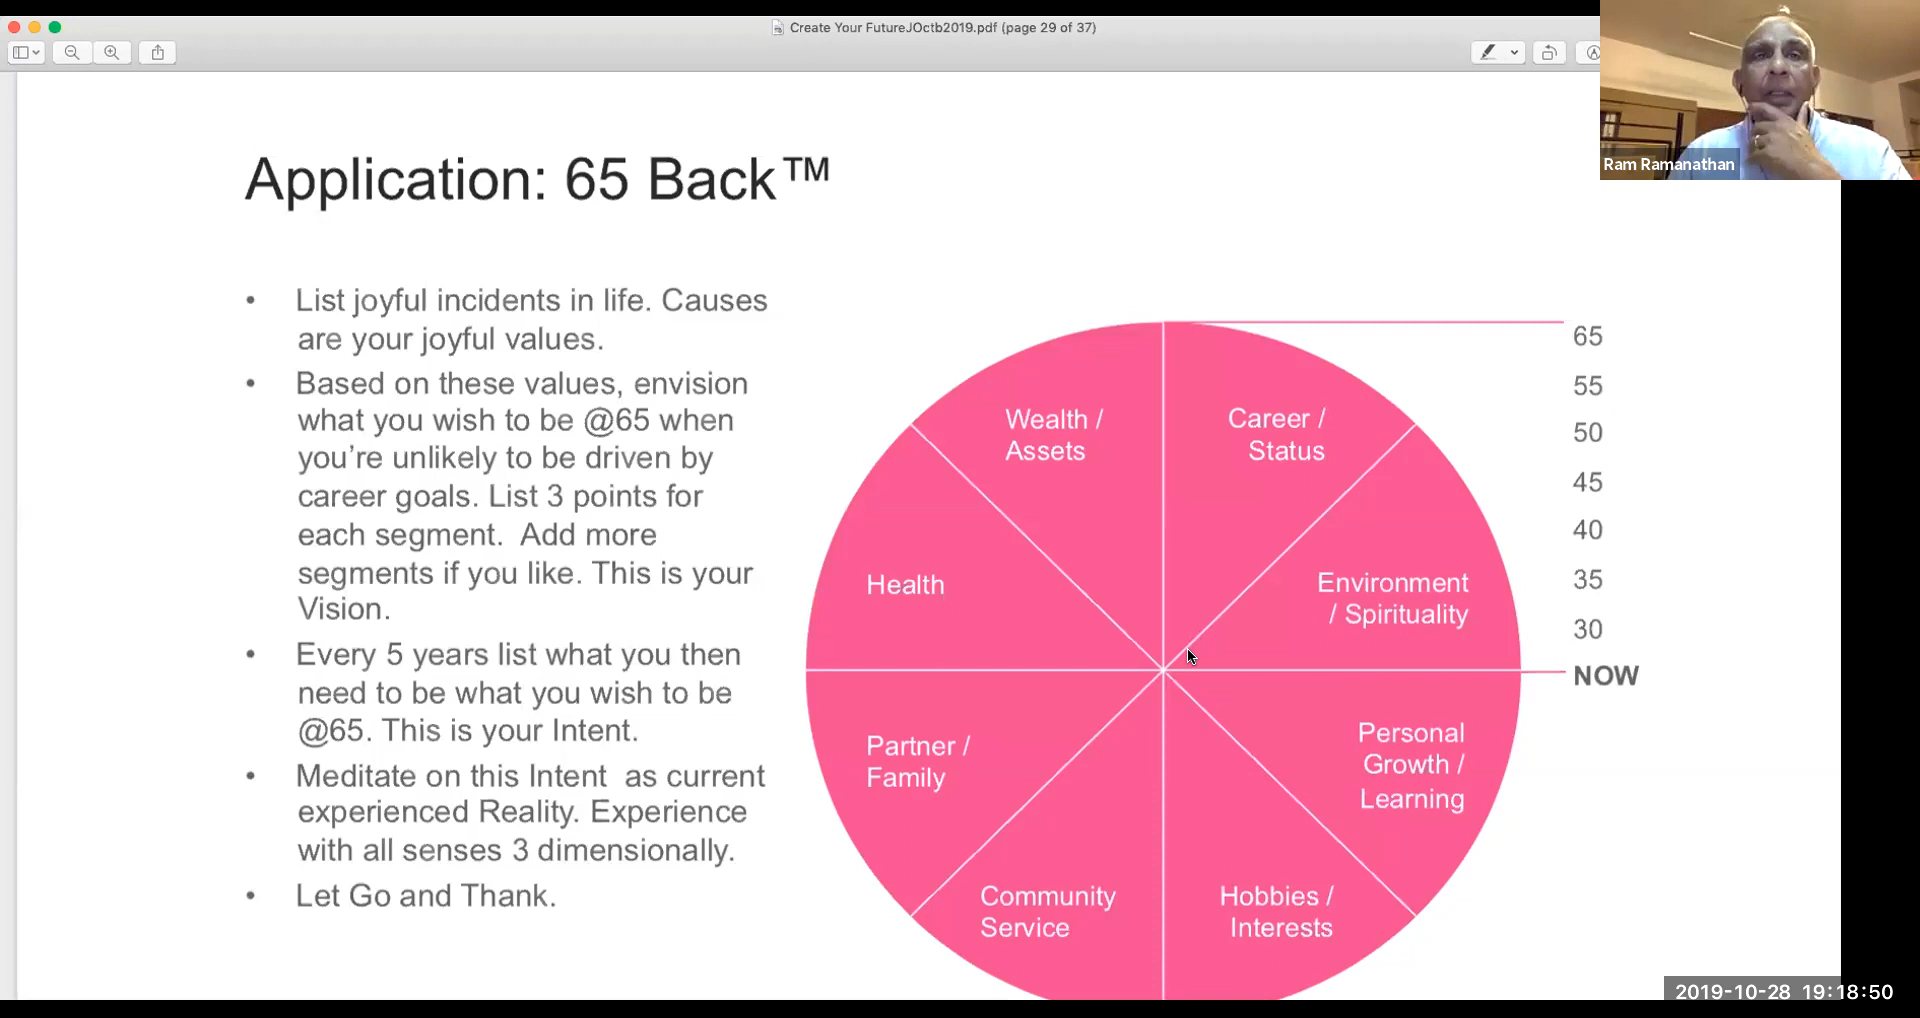 Create Your FutureJOctb2019.pdf (page 29 of 37)
Ram Ramanathan
Application: 65 Back™
• List joyful incidents in life. Causes
are your joyful values.
• Based on these values, envision
what you wish to be @65 when
you’re unlikely to be driven by
career goals. List 3 points for
each segment.  Add more
segments if you like. This is your
Vision.
• Every 5 years list what you then
need to be what you wish to be
@65. This is your Intent.
• Meditate on this Intent  as current
experienced Reality. Experience
with all senses 3 dimensionally.
• Let Go and Thank.
Wealth /
Assets
Career /
Status
Health
Environment
/ Spirituality
Partner /
Family
Personal
Growth /
Learning
Community
Service
Hobbies /
Interests
65
55
50
45
40
35
30
NOW
2019-10-28 19:18:50